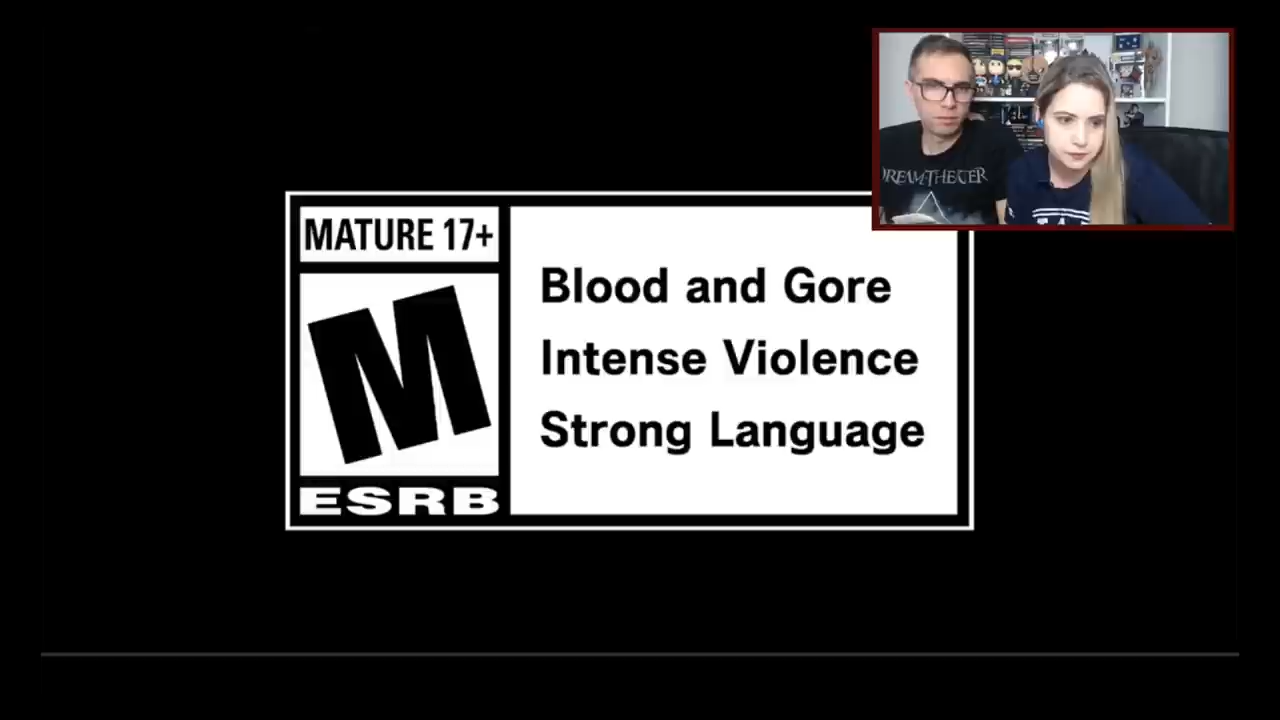 MATURE 17+
M
ESRB
Blood and Gore
Intense Violence
Strong Language
DREAM THEATER